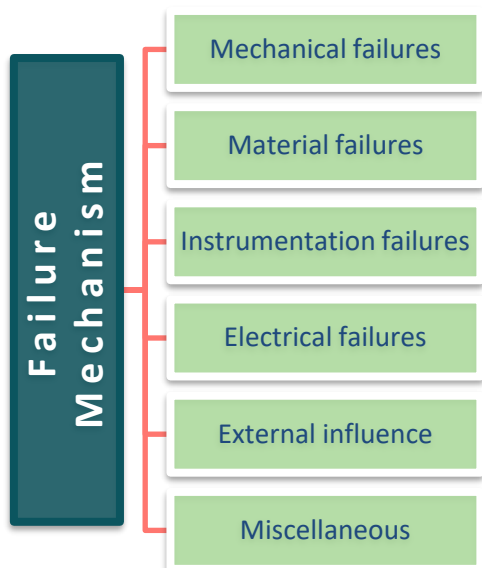 Failure
Mechanism
Mechanical failures
Material failures
Instrumentation failures
Electrical failures
External influence
Miscellaneous